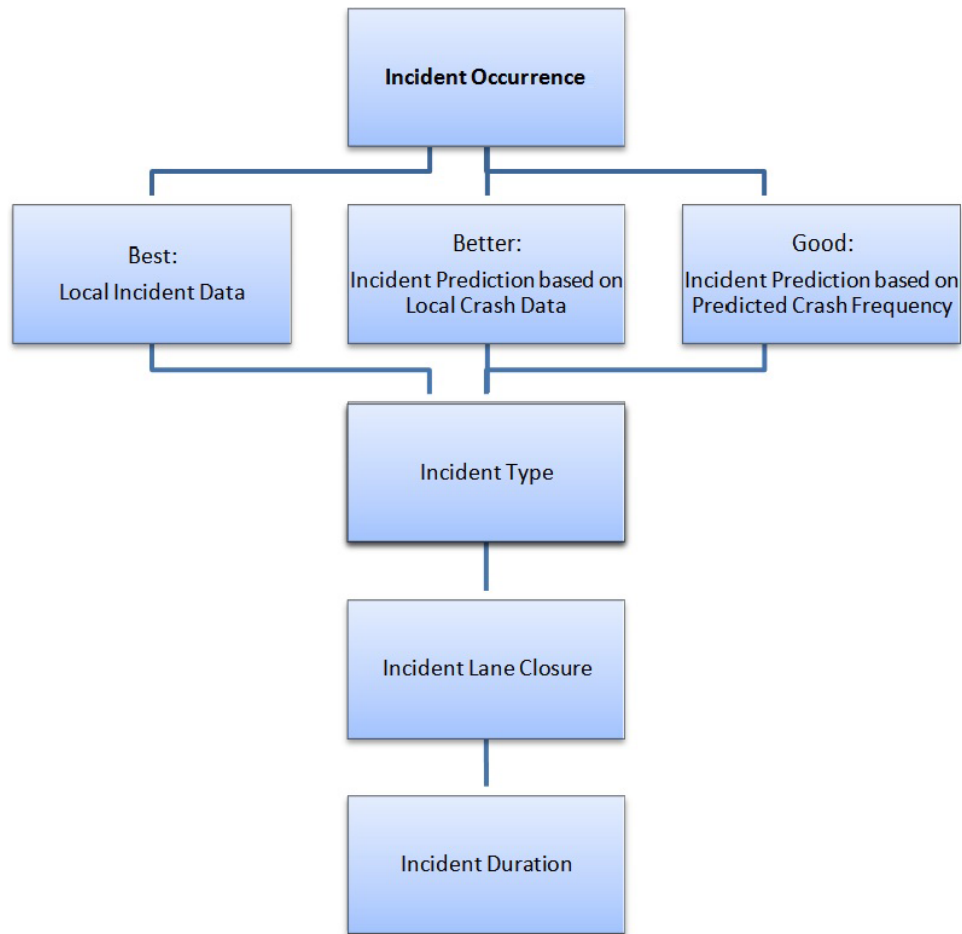 Incident Occurrence
Best:
Local Incident Data
Better:
Incident Prediction based on
Local Crash Data
Good:
Incident Prediction based on
Predicted Crash Frequency
Incident Type
Incident Lane Closure
Incident Duration